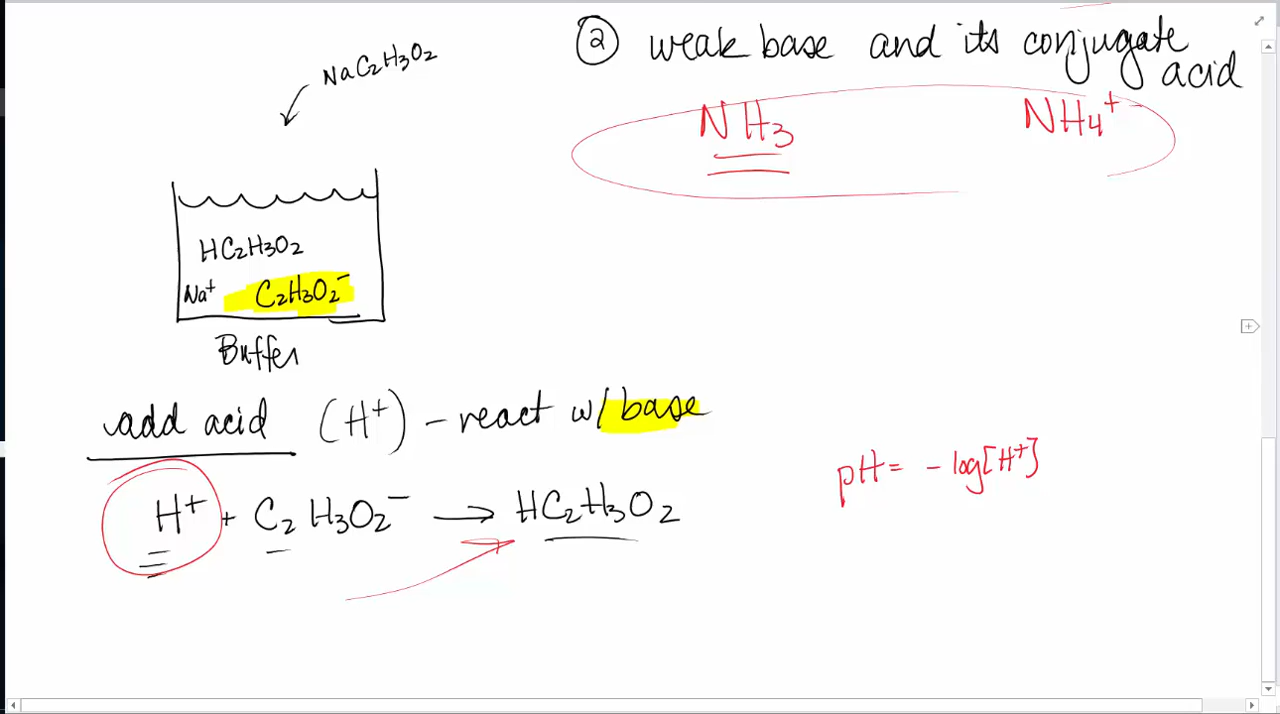 ② weak base and its conjugate
acid
NH3 NH4+
NaC2H3O2
HC2H3O2
Na+ C2H3O2−
Buffer
add acid (H+) – react w/ base
H+ + C2H3O2− → HC2H3O2
pH = − log[H+]